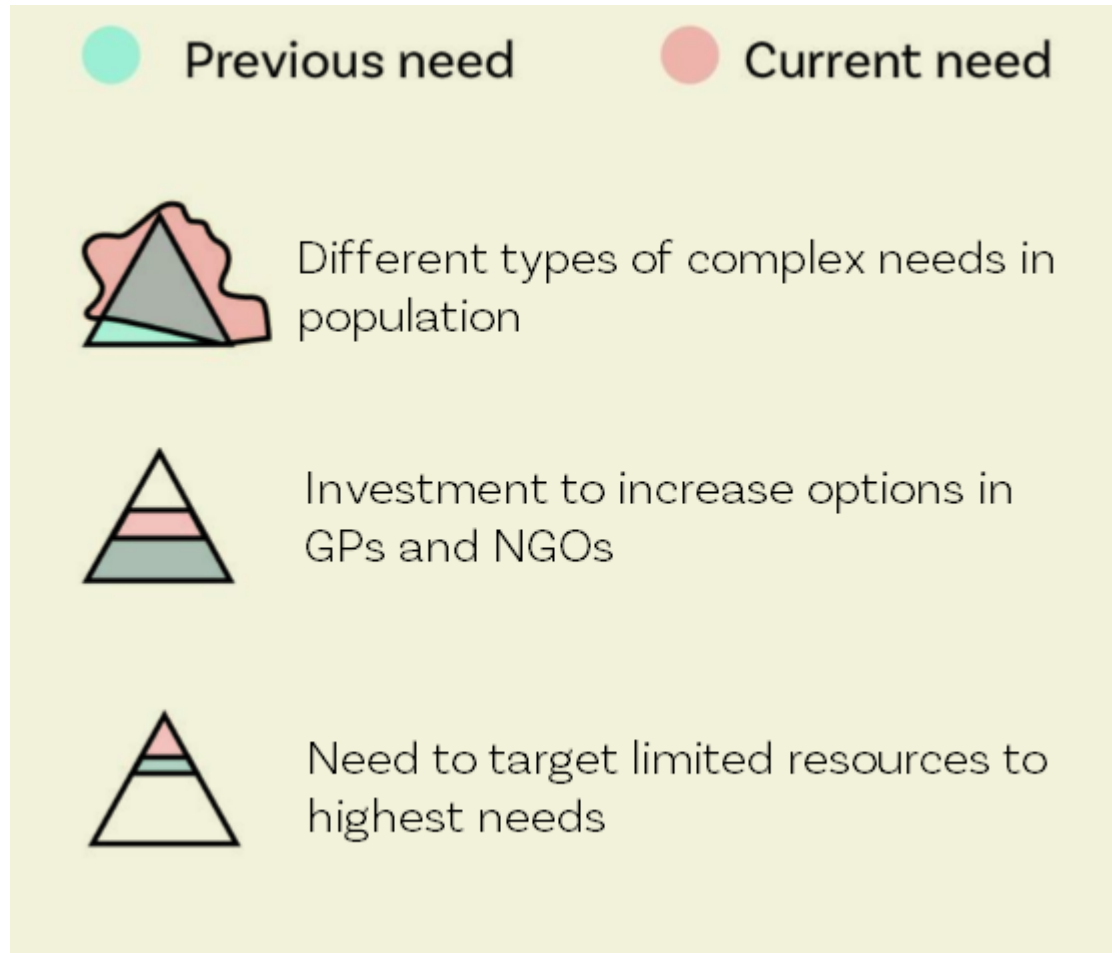 Previous need
Current need
Different types of complex needs in
population
Investment to increase options in
GPs and NGOs
Need to target limited resources to
highest needs